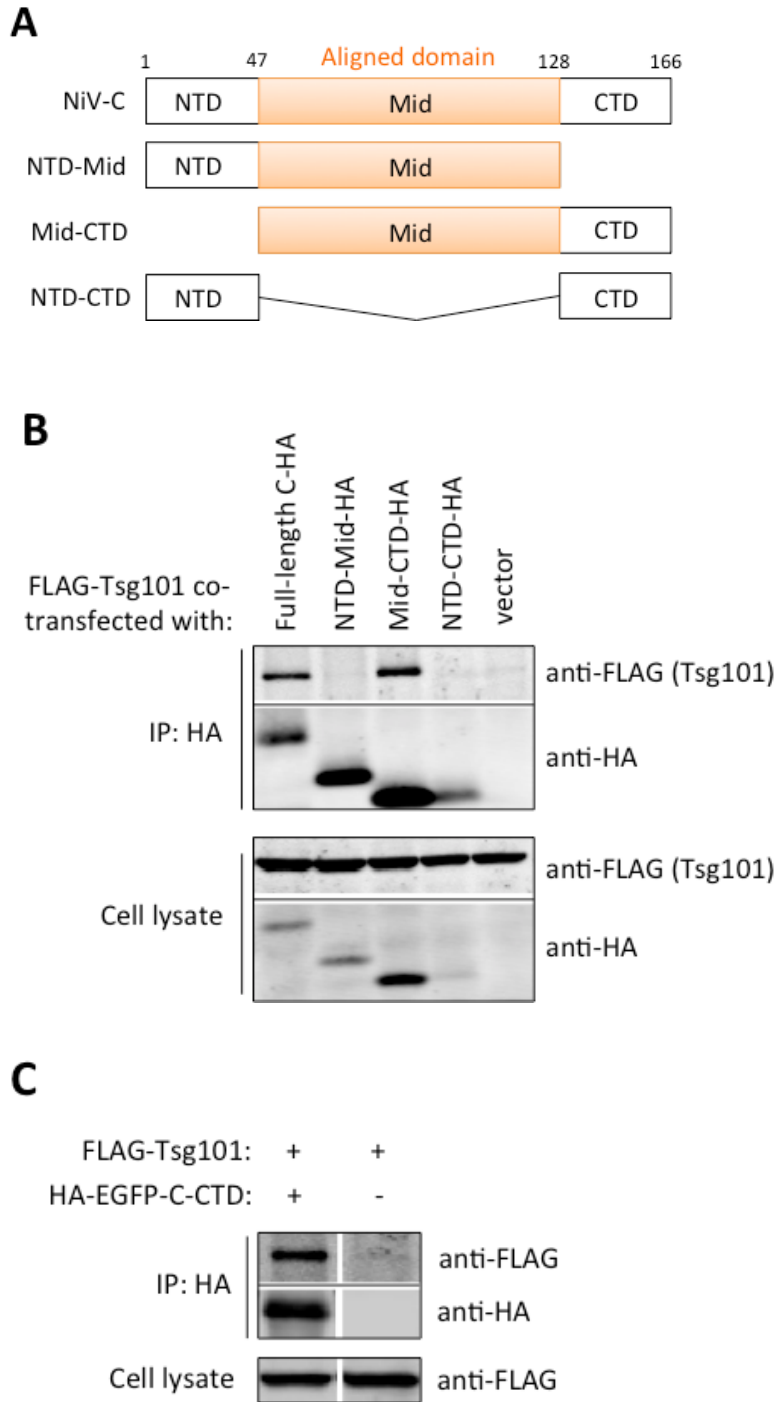 A
1 47 Aligned domain 128 166
NiV-C NTD Mid CTD
NTD-Mid NTD Mid
Mid-CTD Mid CTD
NTD-CTD NTD CTD
B
Full-length C-HA
NTD-Mid-HA
Mid-CTD-HA
NTD-CTD-HA
vector
FLAG-Tsg101 co-
transfected with:
IP: HA
anti-FLAG (Tsg101)
anti-HA
Cell lysate
anti-FLAG (Tsg101)
anti-HA
C
FLAG-Tsg101: + +
HA-EGFP-C-CTD: + -
IP: HA
anti-FLAG
anti-HA
Cell lysate anti-FLAG